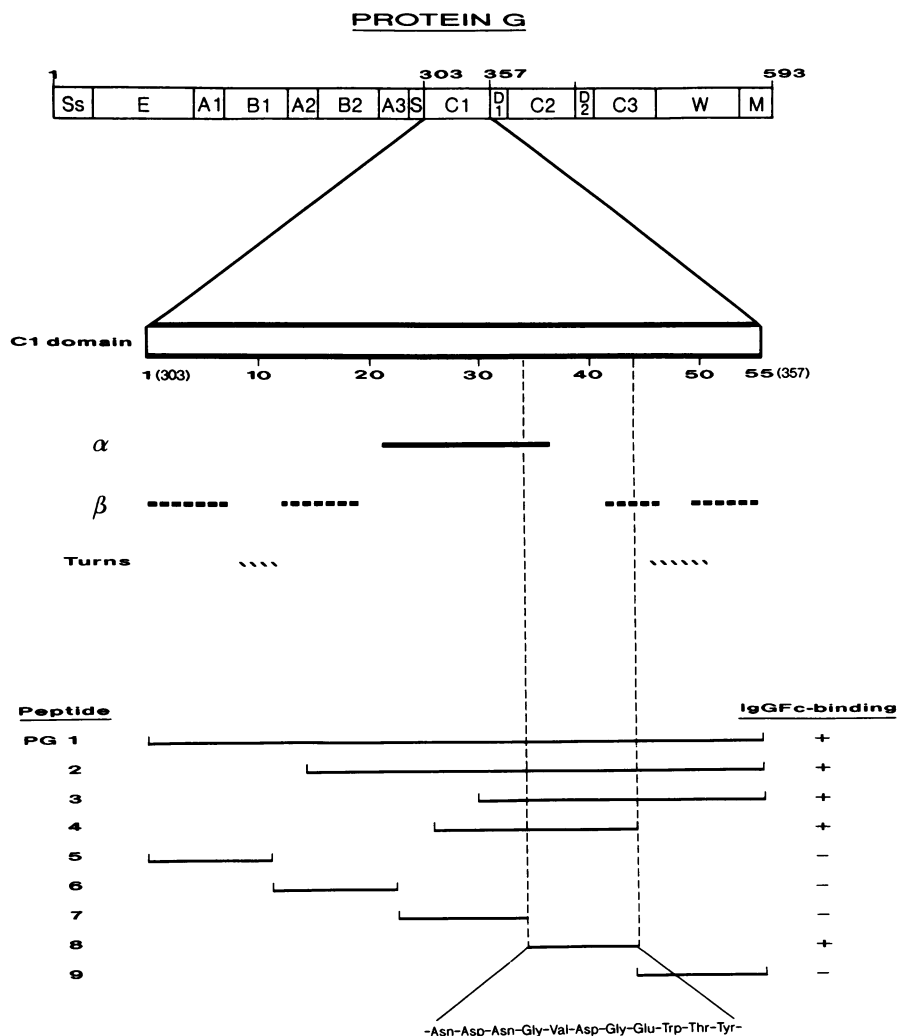 PROTEIN G
1 303 357 593
Ss E A1 B1 A2 B2 A3 S C1 D1 C2 D2 C3 W M
C1 domain
1(303) 10 20 30 40 50 55(357)
α
β
Turns
Peptide IgGFc-binding
PG 1 +
2 +
3 +
4 +
5 −
6 −
7 −
8 +
9 −
-Asn-Asp-Asn-Gly-Val-Asp-Gly-Glu-Trp-Thr-Tyr-